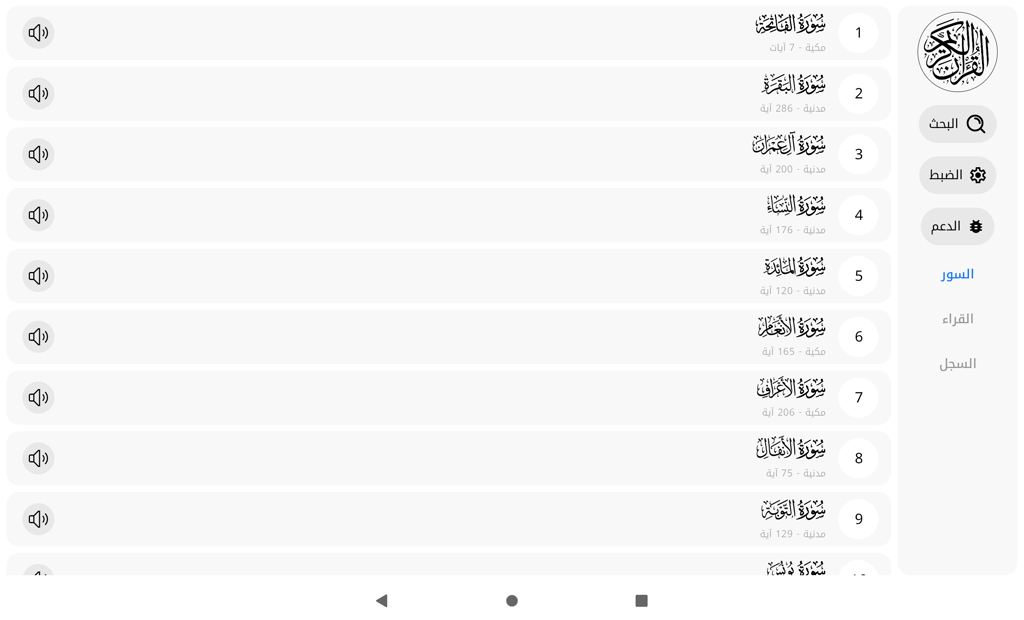 القرآن الكريم
البحث
الضبط
الدعم
السور
القراء
السجل
1
سورة الفاتحة
مكية - 7 آيات
2
سورة البقرة
مدنية - 286 آية
3
سورة آل عمران
مدنية - 200 آية
4
سورة النساء
مدنية - 176 آية
5
سورة المائدة
مدنية - 120 آية
6
سورة الأنعام
مكية - 165 آية
7
سورة الأعراف
مكية - 206 آية
8
سورة الأنفال
مدنية - 75 آية
9
سورة التوبة
مدنية - 129 آية
سورة يونس